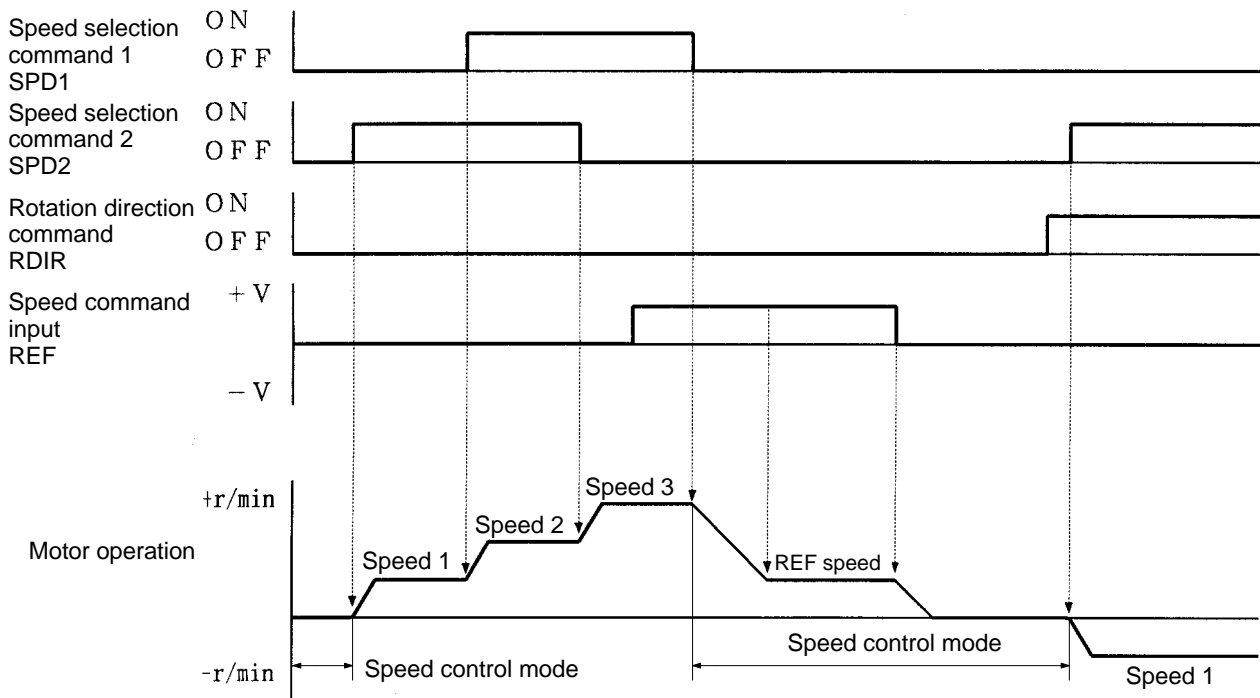 Speed selection
command 1
SPD1
ON
OFF
Speed selection
command 2
SPD2
ON
OFF
Rotation direction
command
RDIR
ON
OFF
Speed command
input
REF
+V
-V
Motor operation
+r/min
-r/min
Speed 1
Speed 2
Speed 3
REF speed
Speed control mode
Speed control mode
Speed 1